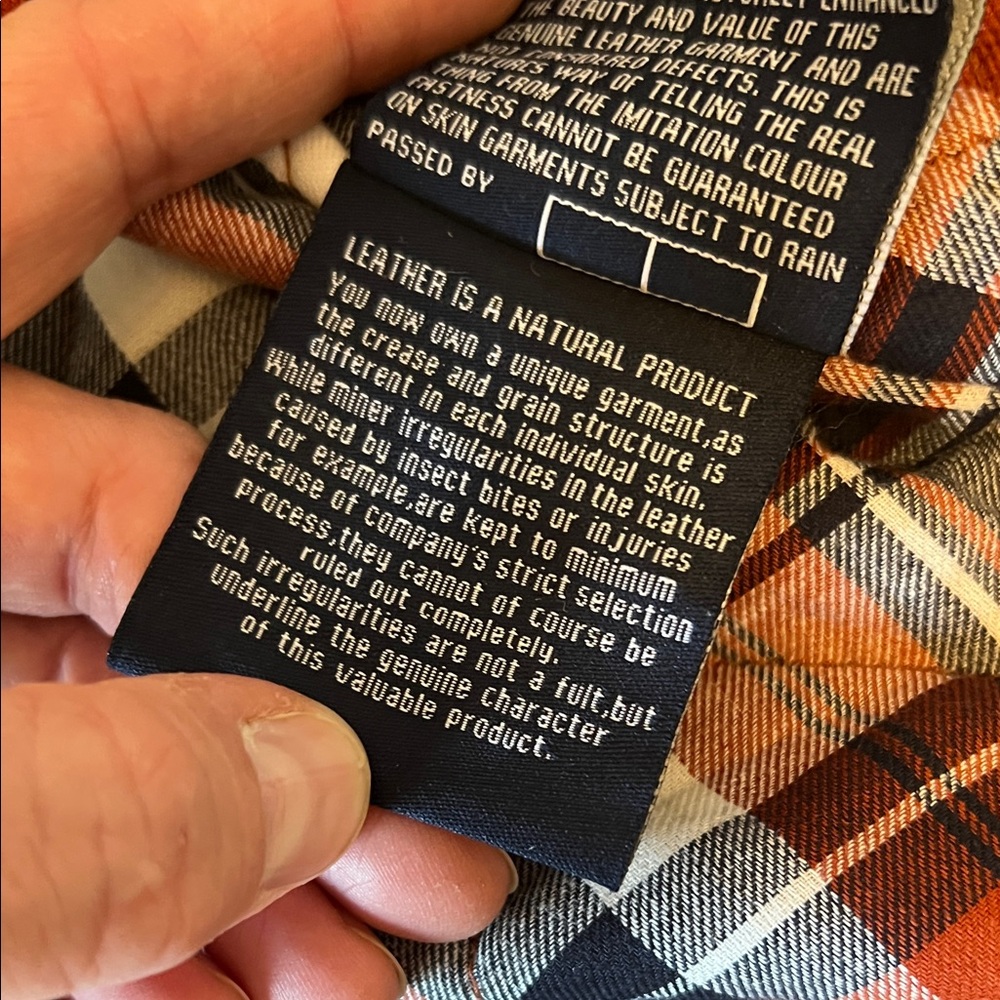 THE BEAUTY AND VALUE OF THIS
GENUINE LEATHER GARMENT AND ARE
NOT CONSIDERED DEFECTS. THIS IS
NATURES WAY OF TELLING THE REAL
THING FROM THE IMITATION COLOUR
FASTNESS CANNOT BE GUARANTEED
ON SKIN GARMENTS SUBJECT TO RAIN
PASSED BY
LEATHER IS A NATURAL PRODUCT
You now own a unique garment,as
the crease and grain structure is
different in each individual skin.
While miner irregularities in the leather
caused by insect bites or injuries
for example,are kept to minimum
because of company's strict selection
process,they cannot of course be
ruled out completely.
Such irregularities are not a fult,but
underline the genuine character
of this valuable product.